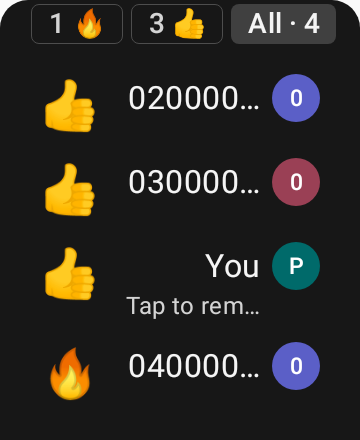 1 🔥 3 👍 All · 4
👍 020000… 0
👍 030000… 0
👍 You P
Tap to rem…
🔥 040000… 0